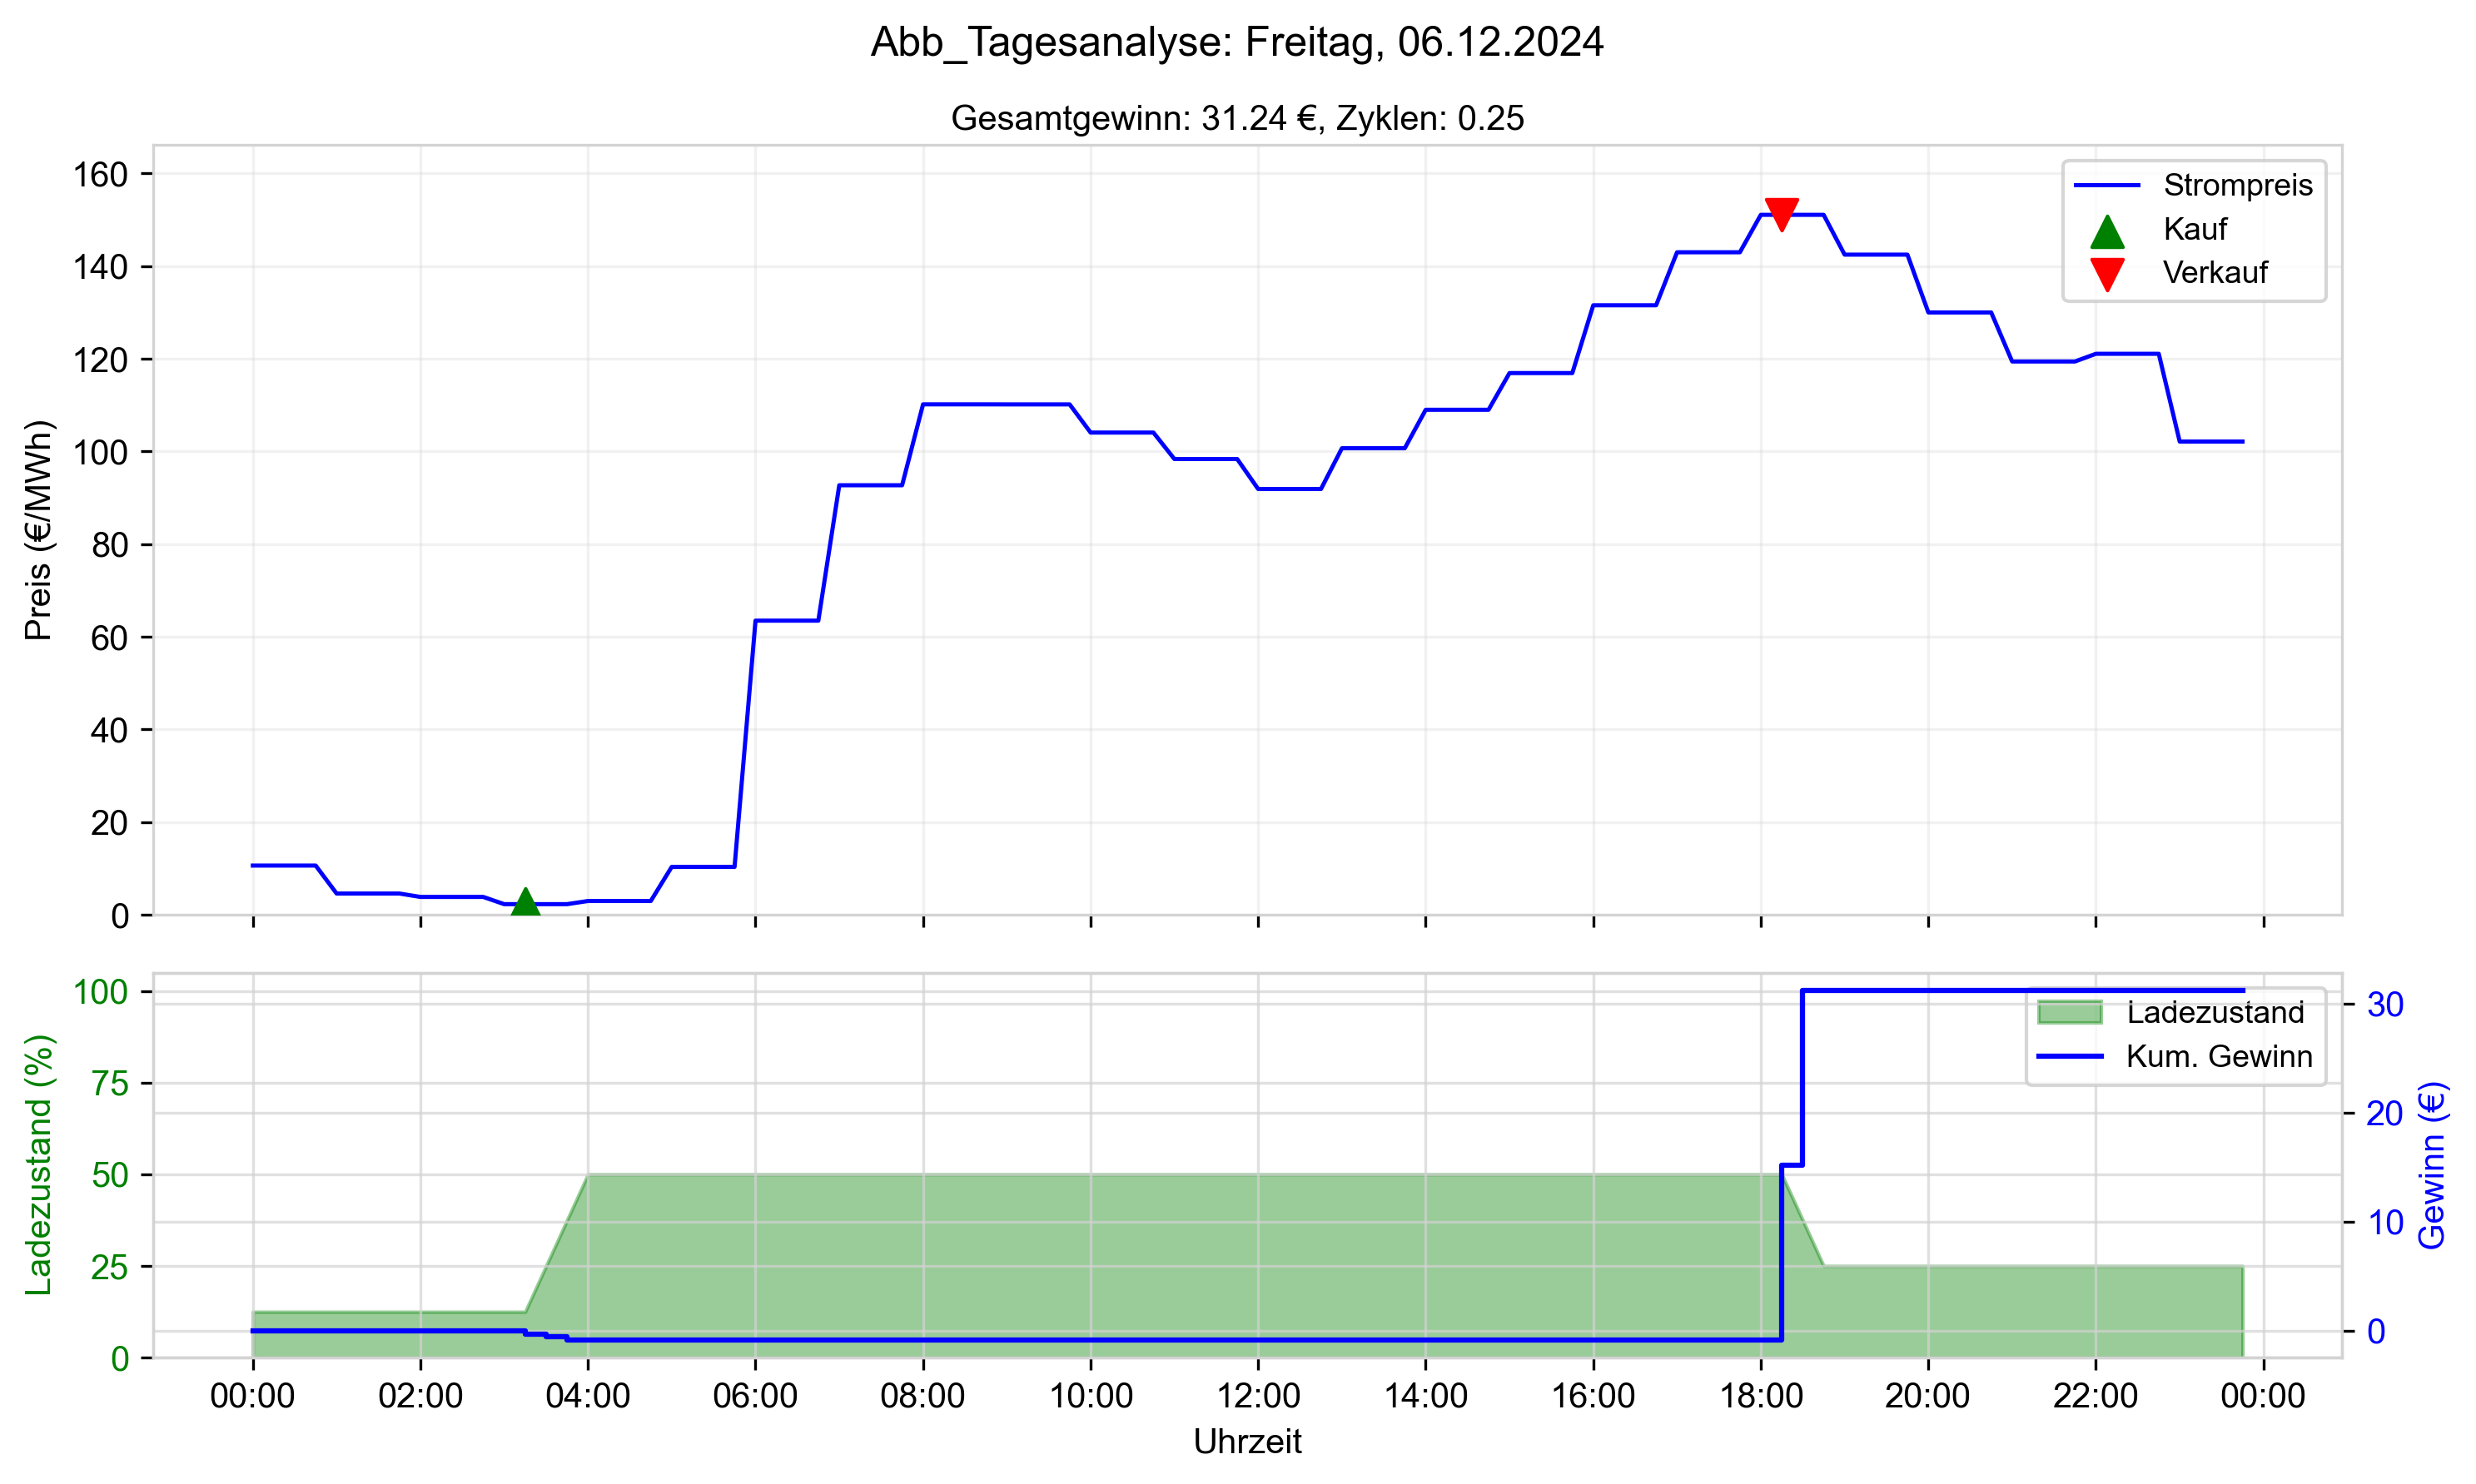 Abb_Tagesanalyse: Freitag, 06.12.2024
Gesamtgewinn: 31.24 €, Zyklen: 0.25
Preis (€/MWh)
160
140
120
100
80
60
40
20
0
Strompreis
Kauf
Verkauf
Ladezustand (%)
100
75
50
25
0
Ladezustand
Kum. Gewinn
30
20
10
0
Gewinn (€)
00:00 02:00 04:00 06:00 08:00 10:00 12:00 14:00 16:00 18:00 20:00 22:00 00:00
Uhrzeit